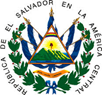 REPÚBLICA DE EL SALVADOR EN LA AMÉRICA CENTRAL